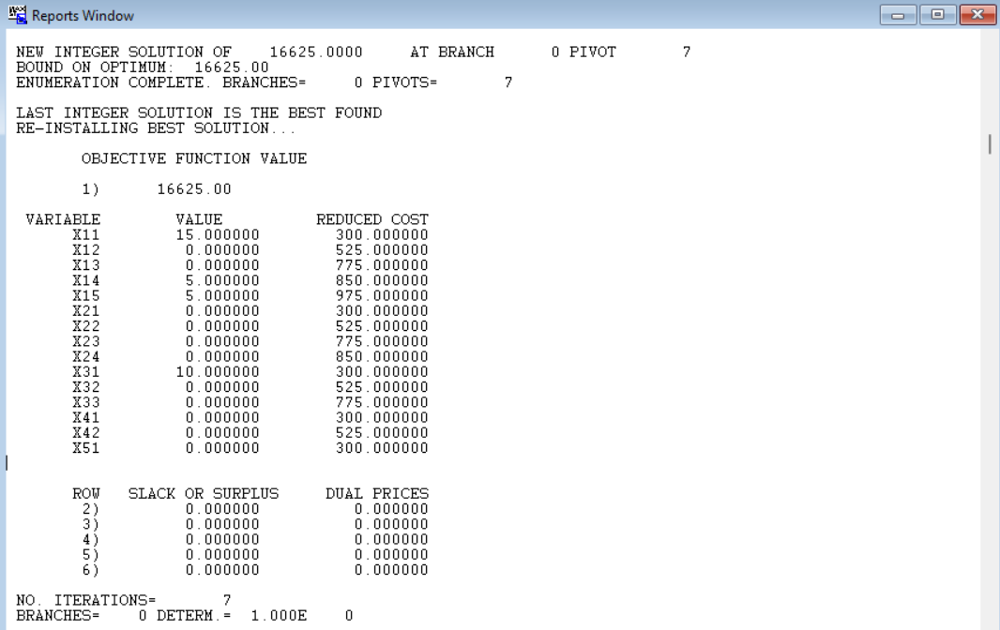 Reports Window
NEW INTEGER SOLUTION OF 16625.0000 AT BRANCH 0 PIVOT 7
BOUND ON OPTIMUM: 16625.00
ENUMERATION COMPLETE. BRANCHES= 0 PIVOTS= 7
LAST INTEGER SOLUTION IS THE BEST FOUND
RE-INSTALLING BEST SOLUTION...
OBJECTIVE FUNCTION VALUE
1) 16625.00
VARIABLE VALUE REDUCED COST
X11 15.000000 300.000000
X12 0.000000 525.000000
X13 0.000000 775.000000
X14 5.000000 850.000000
X15 5.000000 975.000000
X21 0.000000 300.000000
X22 0.000000 525.000000
X23 0.000000 775.000000
X24 0.000000 850.000000
X31 10.000000 300.000000
X32 0.000000 525.000000
X33 0.000000 775.000000
X41 0.000000 300.000000
X42 0.000000 525.000000
X51 0.000000 300.000000
ROW SLACK OR SURPLUS DUAL PRICES
2) 0.000000 0.000000
3) 0.000000 0.000000
4) 0.000000 0.000000
5) 0.000000 0.000000
6) 0.000000 0.000000
NO. ITERATIONS= 7
BRANCHES= 0 DETERM.= 1.000E 0